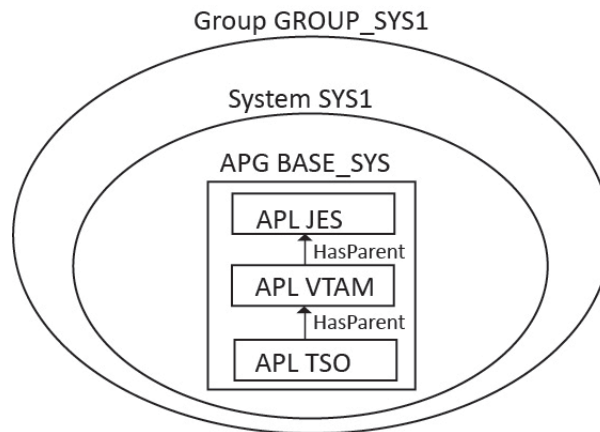 Group GROUP_SYS1
System SYS1
APG BASE_SYS
APL JES
HasParent
APL VTAM
HasParent
APL TSO